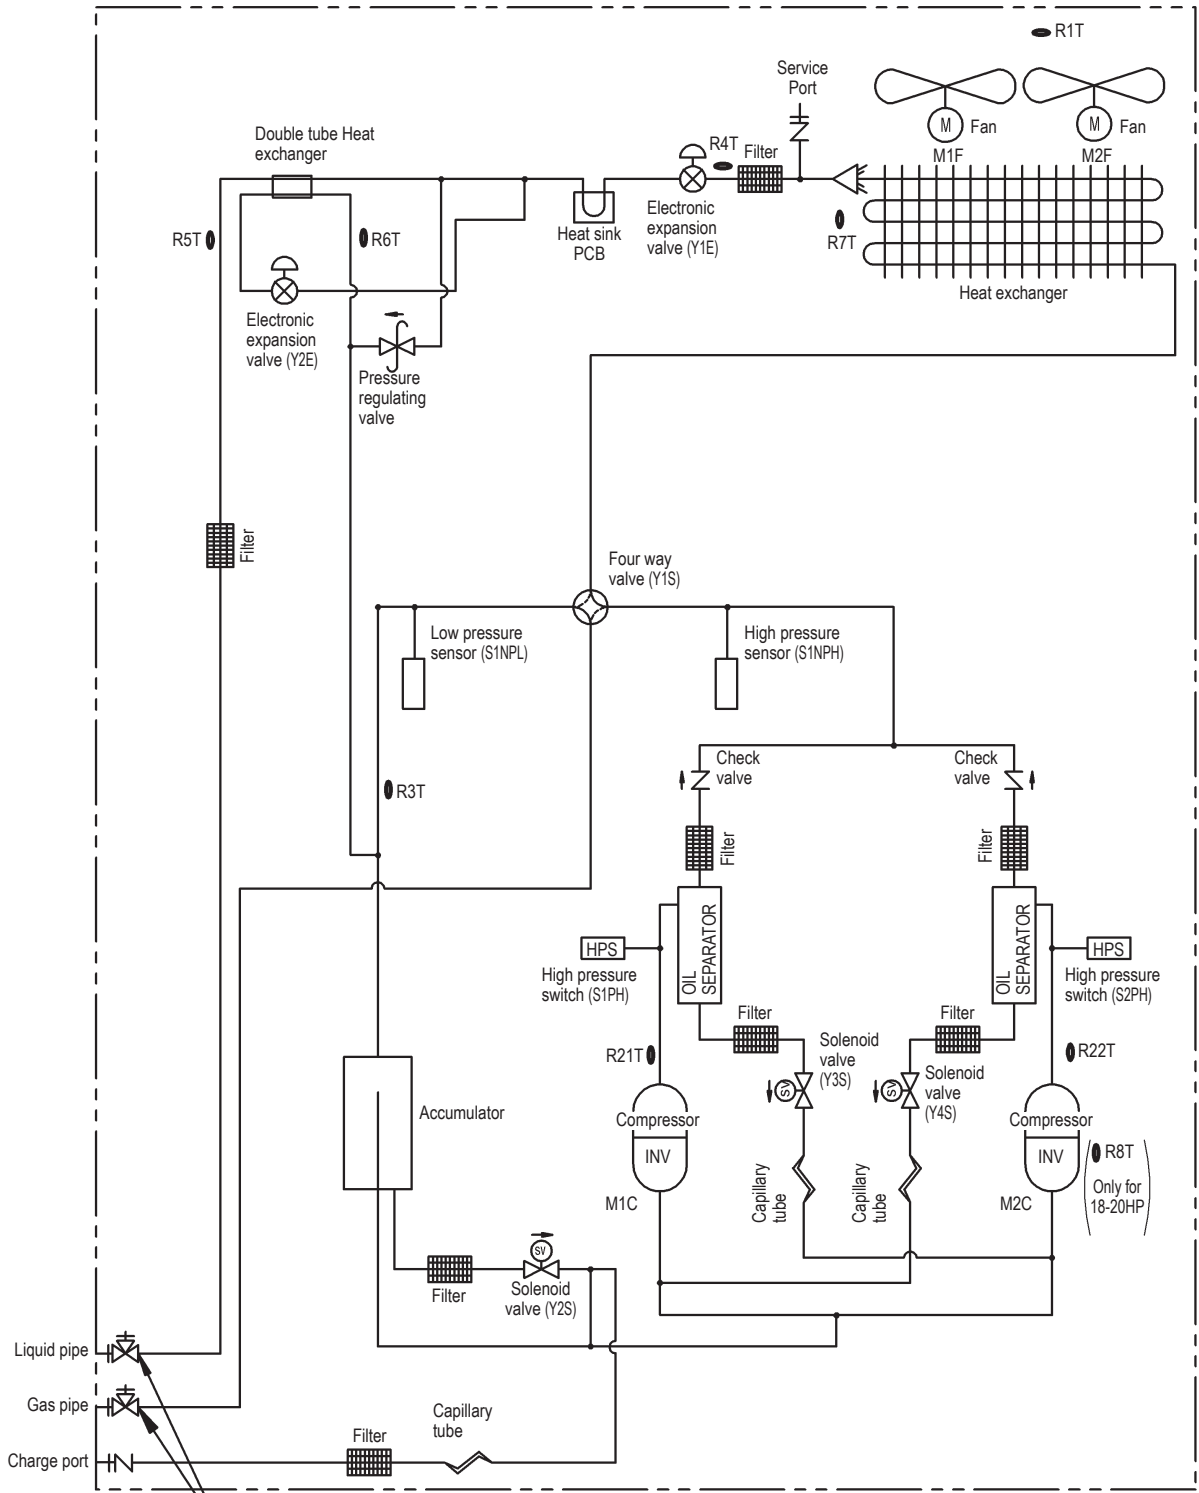 R1T
Service
Port
M
Fan
M
Fan
M1F
M2F
Double tube Heat
exchanger
R4T
Filter
R5T
R6T
Heat sink
PCB
Electronic
expansion
valve (Y1E)
R7T
Heat exchanger
Electronic
expansion
valve (Y2E)
Pressure
regulating
valve
Filter
Four way
valve (Y1S)
Low pressure
sensor (S1NPL)
High pressure
sensor (S1NPH)
R3T
Check
valve
Check
valve
Filter
Filter
OIL
SEPARATOR
OIL
SEPARATOR
HPS
High pressure
switch (S1PH)
HPS
High pressure
switch (S2PH)
Filter
Filter
R21T
Solenoid
valve
(Y3S)
SV
SV
Solenoid
valve
(Y4S)
R22T
Accumulator
Compressor
INV
M1C
Capillary
tube
Capillary
tube
Compressor
INV
M2C
R8T
Only for
18-20HP
Filter
SV
Solenoid
valve (Y2S)
Liquid pipe
Gas pipe
Charge port
Filter
Capillary
tube